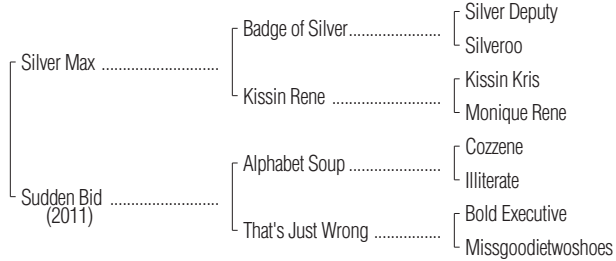 Silver Deputy
Badge of Silver
Silveroo
Silver Max
Kissin Kris
Kissin Rene
Monique Rene
Cozzene
Alphabet Soup
Illiterate
Sudden Bid
(2011)
Bold Executive
That's Just Wrong
Missgoodietwoshoes